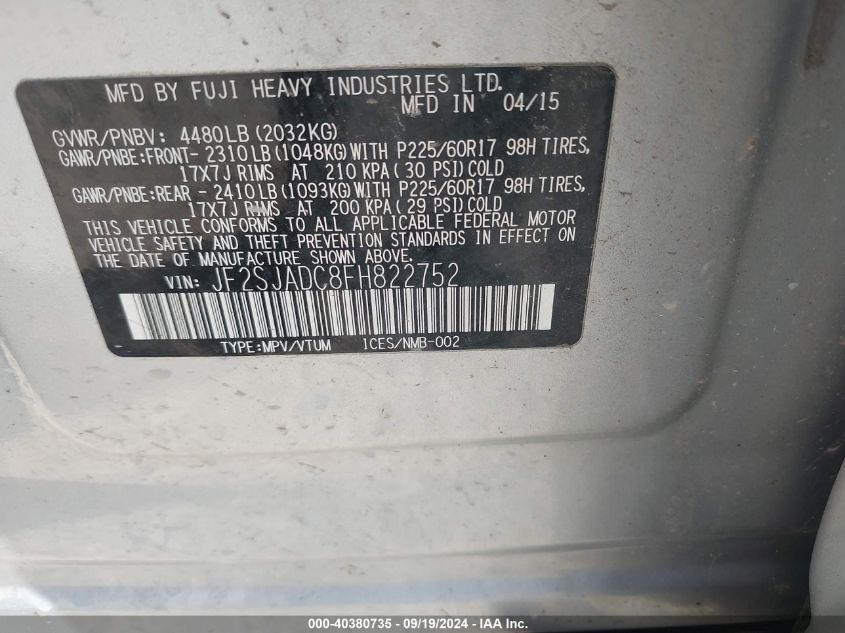 MFD BY FUJI HEAVY INDUSTRIES LTD.
MFD IN 04/15
GVWR/PNBV: 4480LB(2032KG)
GAWR/PNBE:FRONT-2310LB(1048KG)WITH P225/60R17 98H TIRES,
17X7J RIMS AT 210 KPA(30 PSI)COLD
GAWR/PNBE:REAR -2410LB(1093KG)WITH P225/60R17 98H TIRES,
17X7J RIMS AT 200 KPA(29 PSI)COLD
THIS VEHICLE CONFORMS TO ALL APPLICABLE FEDERAL MOTOR
VEHICLE SAFETY AND THEFT PREVENTION STANDARDS IN EFFECT ON
THE DATE OF MANUFACTURE SHOWN ABOVE.
VIN: JF2SJADC8FH822752
TYPE:MPV/VTUM ICES/NMB-002
000-40380735 - 09/19/2024 - IAA Inc.